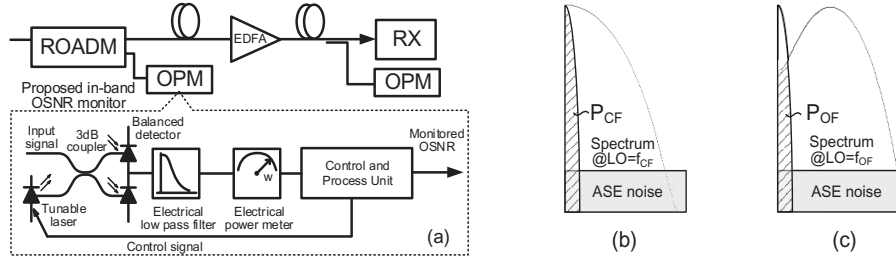 ROADM
EDFA
RX
OPM
OPM
Proposed in-band
OSNR monitor
Balanced
detector
Input
signal
3dB
coupler
Monitored
OSNR
W
Control and
Process Unit
Tunable
laser
Electrical
low pass filter
Electrical
power meter
Control signal
(a)
P_CF
Spectrum
@LO=f_CF
ASE noise
(b)
P_OF
Spectrum
@LO=f_OF
ASE noise
(c)